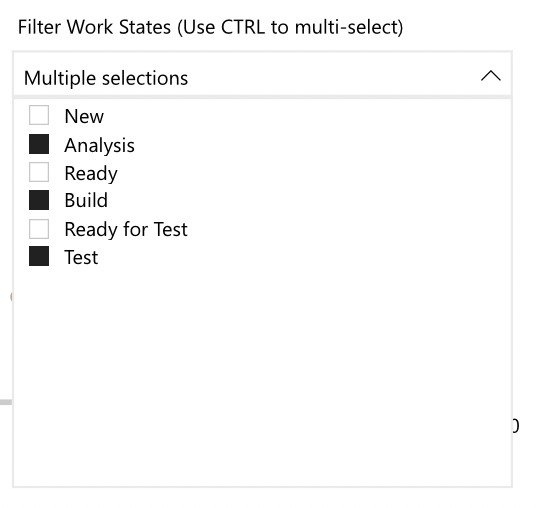 Filter Work States (Use CTRL to multi-select)
Multiple selections
New
Analysis
Ready
Build
Ready for Test
Test